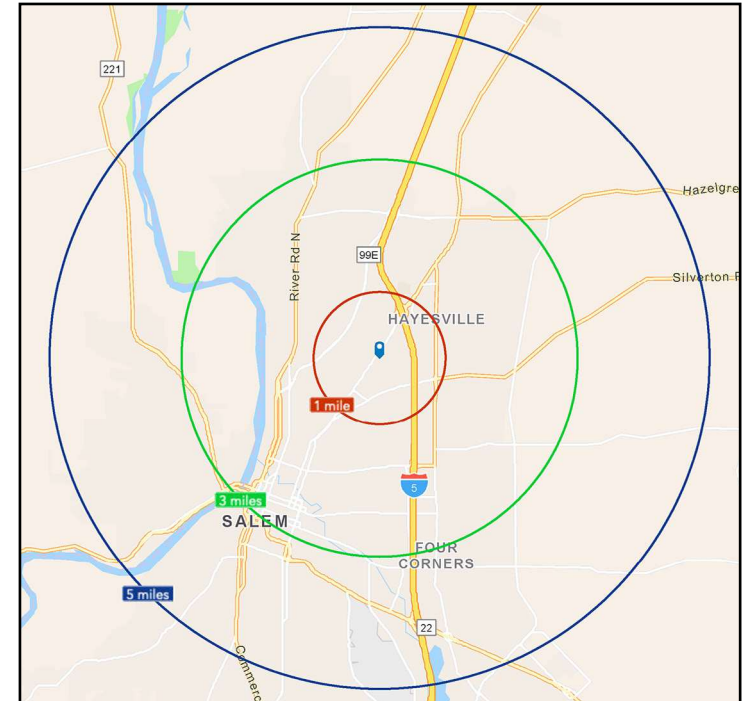 221
Hazelgre
River Rd N
99E
Silverton R
HAYESVILLE
1 mile
5
3 miles
SALEM
FOUR
CORNERS
5 miles
22
Commerc